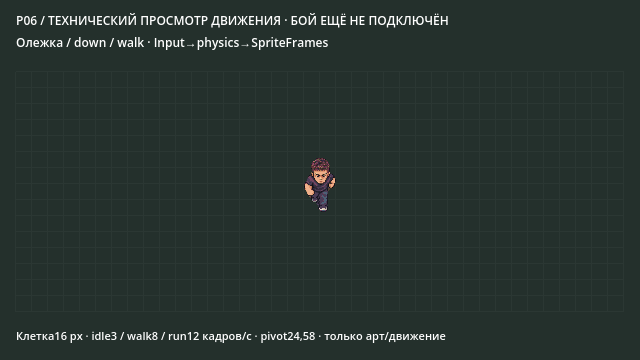 P06 / ТЕХНИЧЕСКИЙ ПРОСМОТР ДВИЖЕНИЯ · БОЙ ЕЩЁ НЕ ПОДКЛЮЧЁН
Олежка / down / walk · Input→physics→SpriteFrames
Клетка16 px · idle3 / walk8 / run12 кадров/с · pivot24,58 · только арт/движение